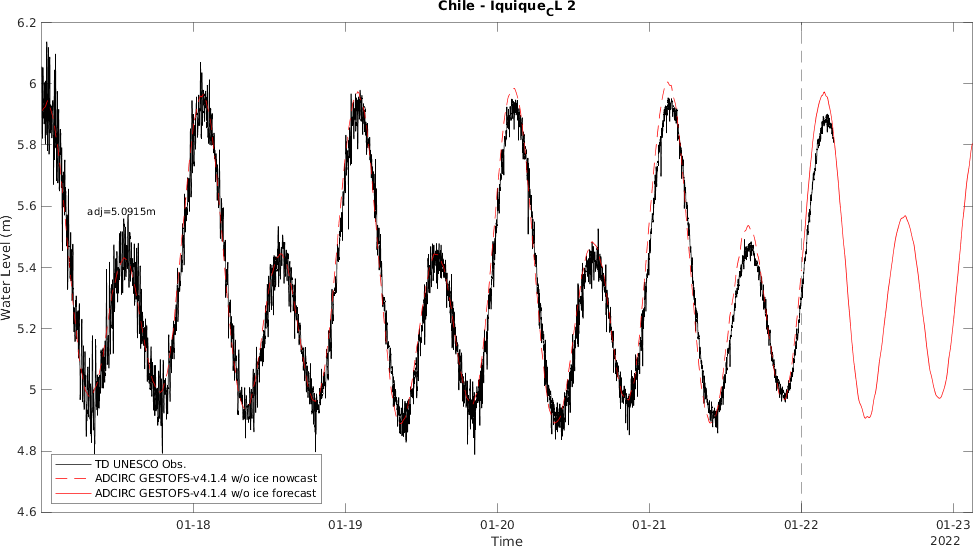 Chile - Iquique_C L 2
6.2
6
5.8
5.6
5.4
5.2
5
4.8
4.6
Water Level (m)
adj=5.0915m
TD UNESCO Obs.
ADCIRC GESTOFS-v4.1.4 w/o ice nowcast
ADCIRC GESTOFS-v4.1.4 w/o ice forecast
01-18
01-19
01-20
01-21
01-22
01-23
Time
2022